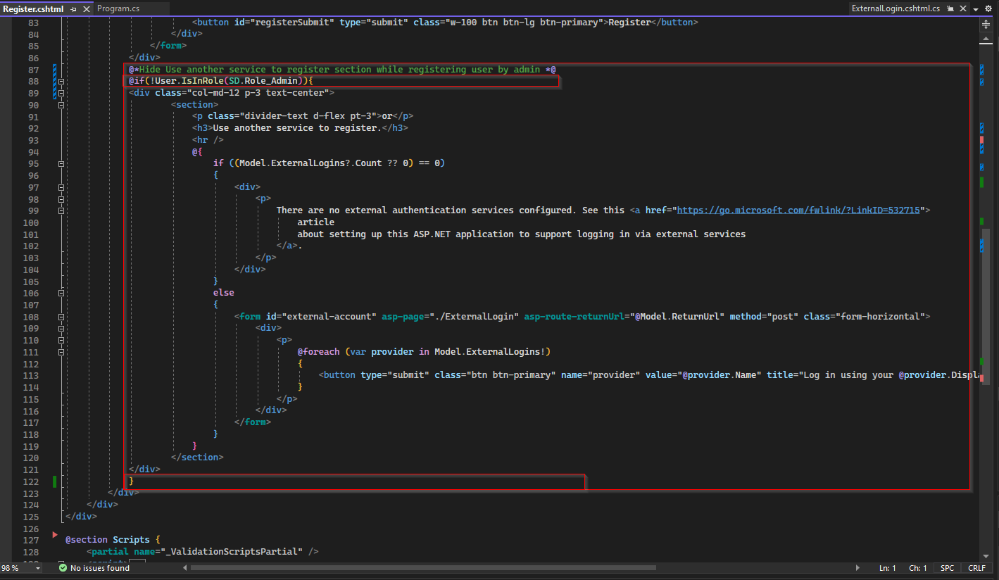 Register.cshtml Program.cs ExternalLogin.cshtml.cs
83 <button id="registerSubmit" type="submit" class="w-100 btn btn-lg btn-primary">Register</button>
84 </div>
85 </form>
86 </div>
87 @*Hide Use another service to register section while registering user by admin *@
88 @if(!User.IsInRole(SD.Role_Admin)){
89 <div class="col-md-12 p-3 text-center">
90 <section>
91 <p class="divider-text d-flex pt-3">or</p>
92 <h3>Use another service to register.</h3>
93 <hr />
94 @{
95 if ((Model.ExternalLogins?.Count ?? 0) == 0)
96 {
97 <div>
98 <p>
99 There are no external authentication services configured. See this <a href="https://go.microsoft.com/fwlink/?LinkID=532715">
100 article
101 about setting up this ASP.NET application to support logging in via external services
102 </a>.
103 </p>
104 </div>
105 }
106 else
107 {
108 <form id="external-account" asp-page="./ExternalLogin" asp-route-returnUrl="@Model.ReturnUrl" method="post" class="form-horizontal">
109 <div>
110 <p>
111 @foreach (var provider in Model.ExternalLogins!)
112 {
113 <button type="submit" class="btn btn-primary" name="provider" value="@provider.Name" title="Log in using your @provider.Displ
114 }
115 </p>
116 </div>
117 </form>
118 }
119 }
120 </section>
121 </div>
122 }
123 </div>
124 </div>
125 </div>
126
127 @section Scripts {
128 <partial name="_ValidationScriptsPartial" />
98 % No issues found Ln: 1 Ch: 1 SPC CRLF